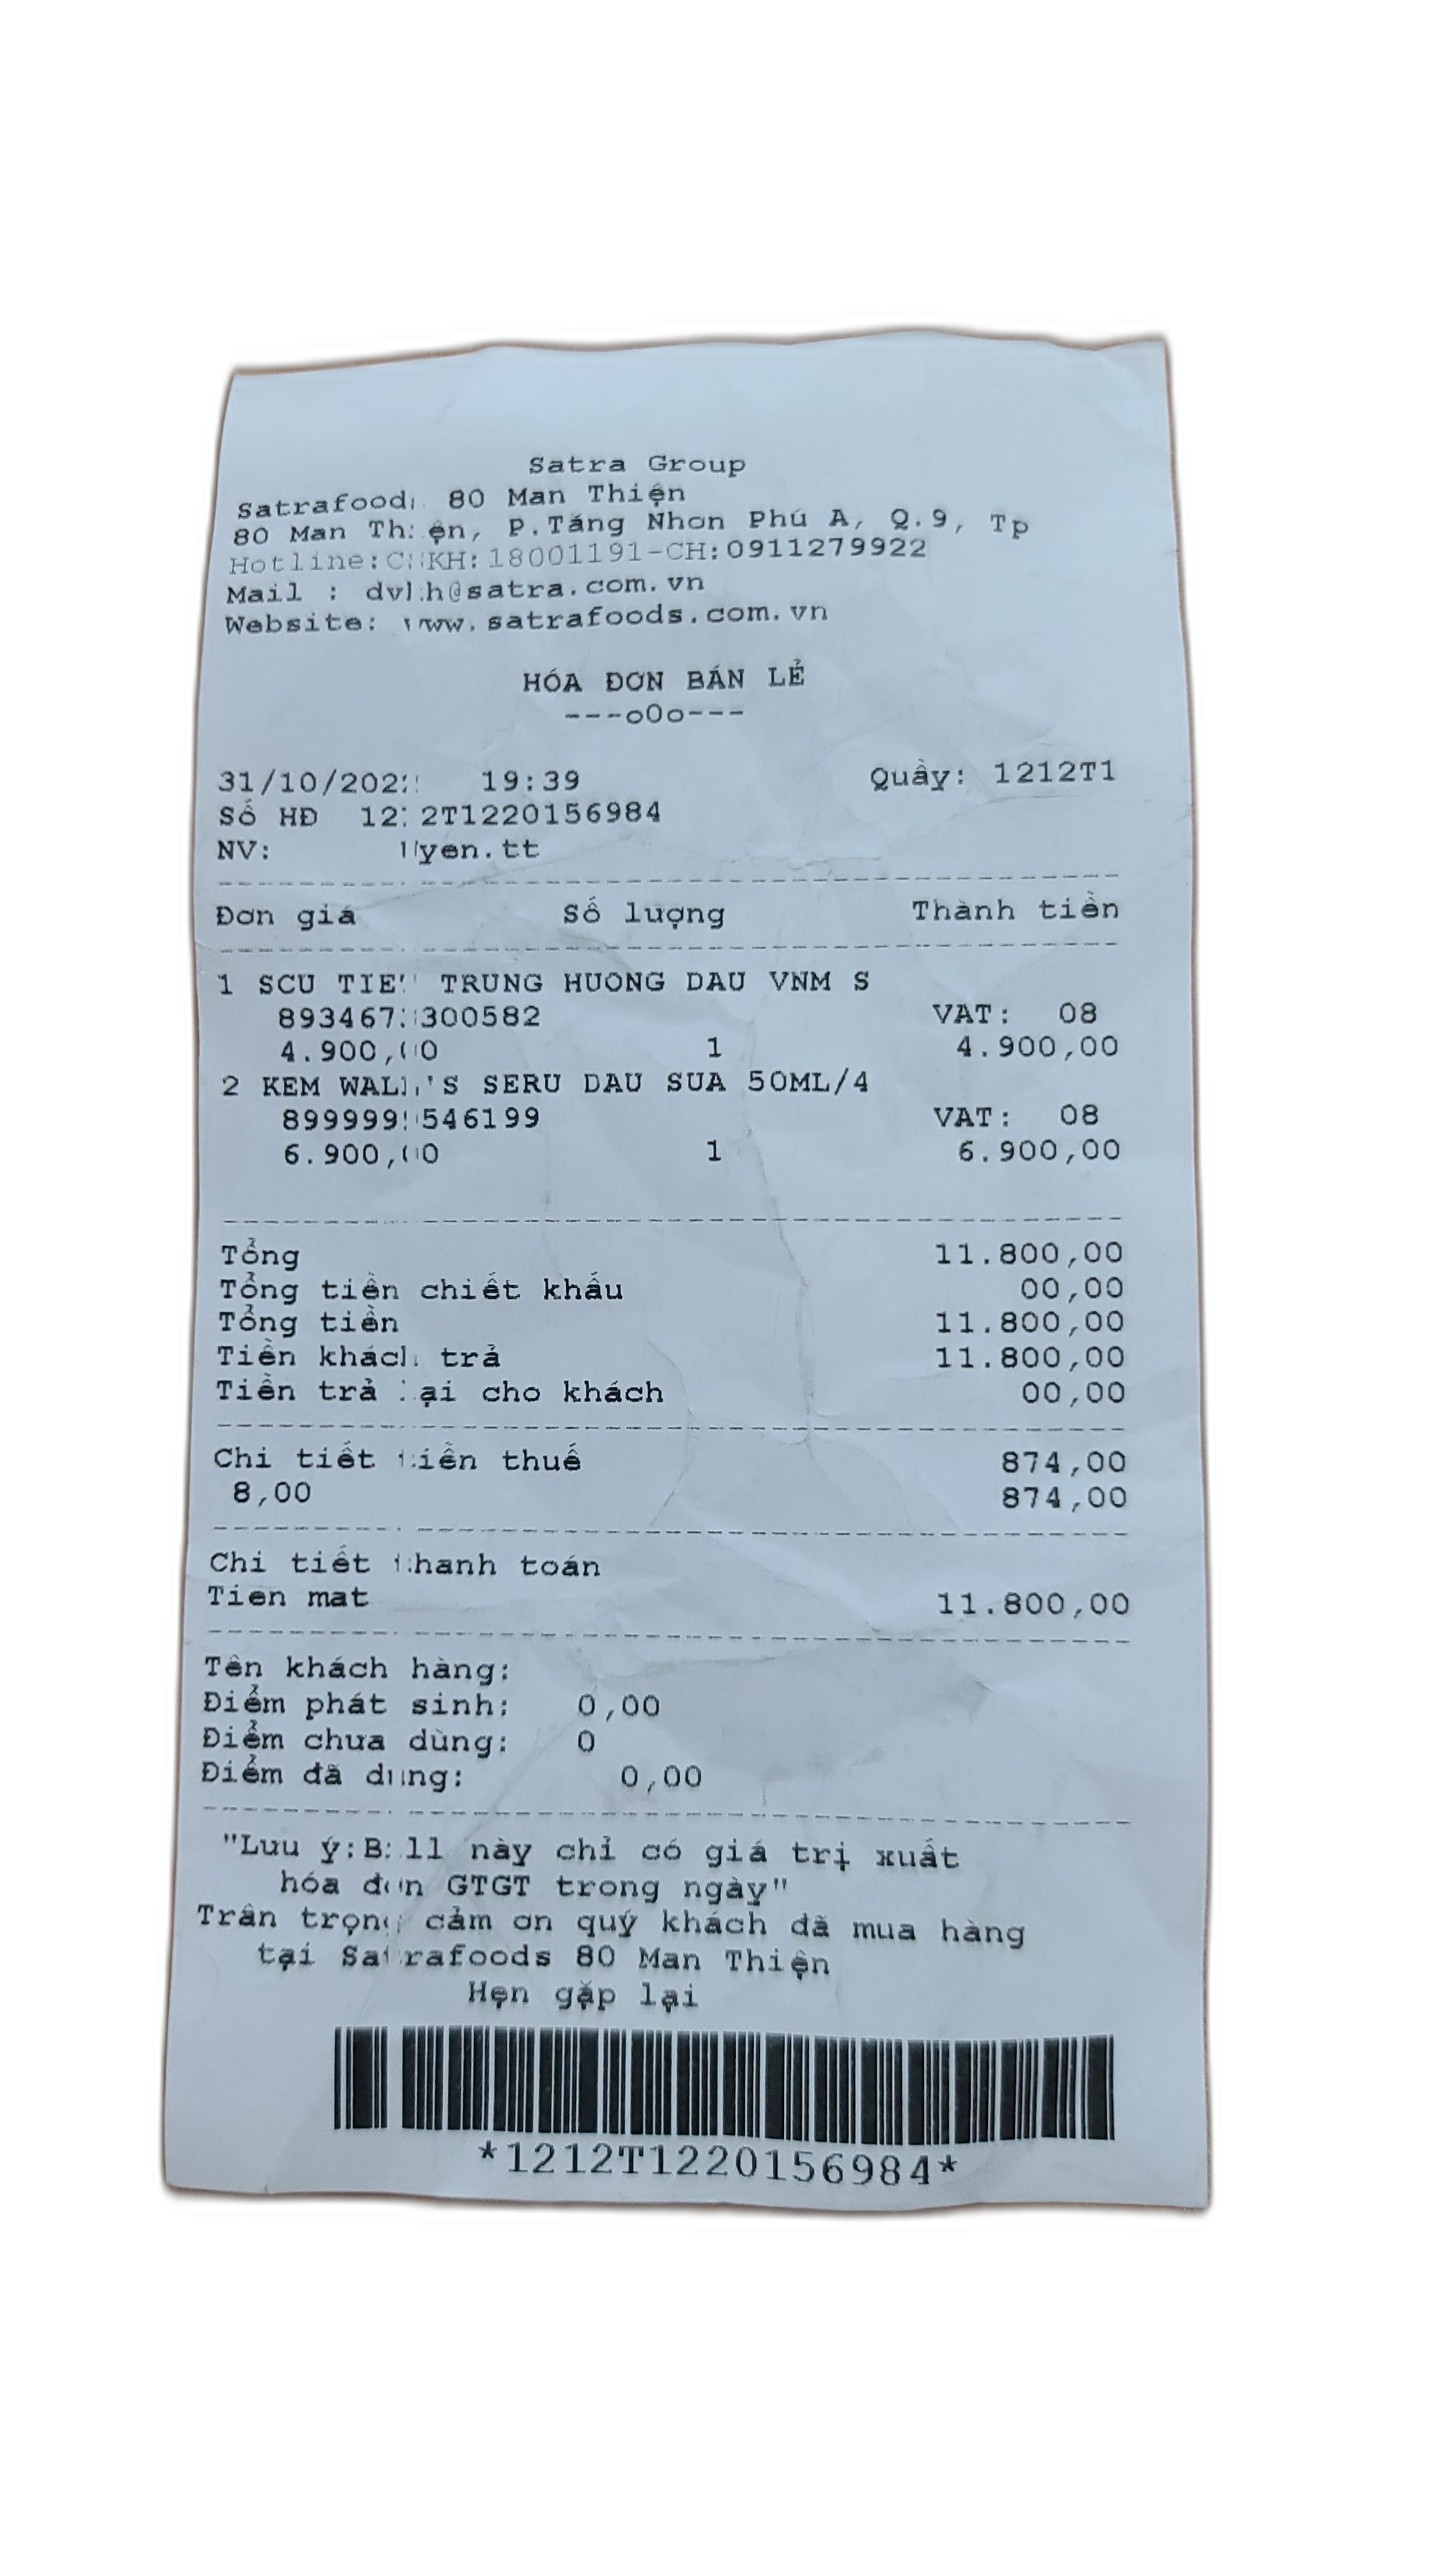 Satra Group
Satrafoods 80 Man Thiện
80 Man Thiện, P.Tăng Nhơn Phú A, Q.9, Tp
Hotline:CSKH:18001191-CH:0911279922
Mail : dvkh@satra.com.vn
Website: www.satrafoods.com.vn
HÓA ĐƠN BÁN LẺ
---oOo---
31/10/2022 19:39 Quầy: 1212T1
Số HĐ 1212T1220156984
NV: Uyen.tt
Đơn giá Số lượng Thành tiền
1 SCU TIET TRUNG HUONG DAU VNM S
893467:300582 VAT: 08
4.900,00 1 4.900,00
2 KEM WALL'S SERU DAU SUA 50ML/4
8999999546199 VAT: 08
6.900,00 1 6.900,00
Tổng 11.800,00
Tổng tiền chiết khấu 00,00
Tổng tiền 11.800,00
Tiền khách trả 11.800,00
Tiền trả lại cho khách 00,00
Chi tiết tiền thuế 874,00
8,00 874,00
Chi tiết thanh toán
Tien mat 11.800,00
Tên khách hàng:
Điểm phát sinh: 0,00
Điểm chưa dùng: 0
Điểm đã dùng: 0,00
"Lưu ý:Bill này chỉ có giá trị xuất
hóa đơn GTGT trong ngày"
Trân trọng cảm ơn quý khách đã mua hàng
tại Satrafoods 80 Man Thiện
Hẹn gặp lại
*1212T1220156984*